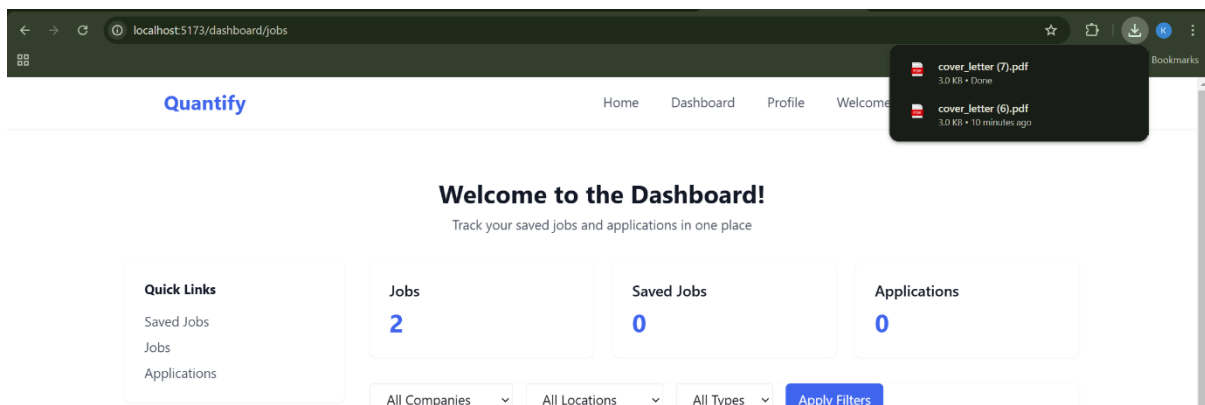 localhost:5173/dashboard/jobs
K
Bookmarks
cover_letter (7).pdf
3.0 KB • Done
cover_letter (6).pdf
3.0 KB • 10 minutes ago
Quantify
Home Dashboard Profile Welcome
Welcome to the Dashboard!
Track your saved jobs and applications in one place
Quick Links
Saved Jobs
Jobs
Applications
Jobs
2
Saved Jobs
0
Applications
0
All Companies All Locations All Types Apply Filters